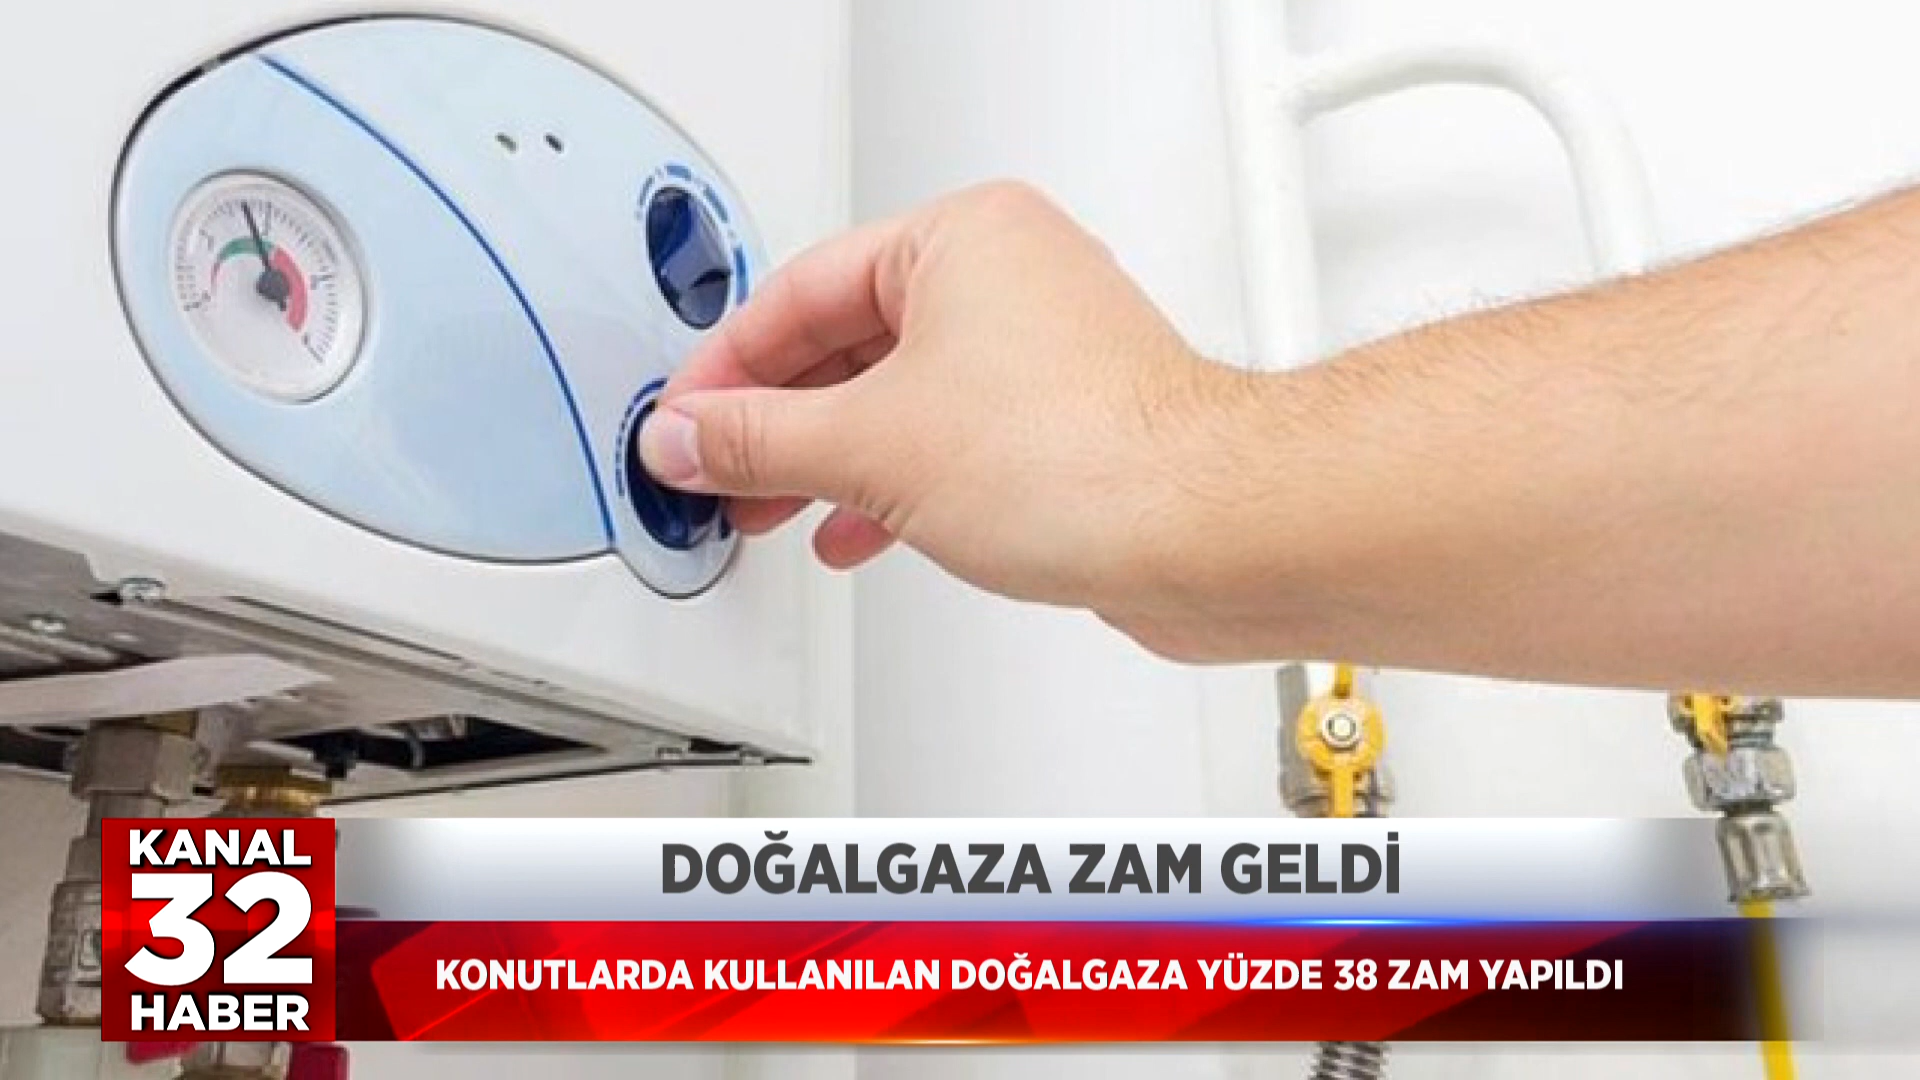 DOĞALGAZA ZAM GELDİ
KANAL
32
HABER
KONUTLARDA KULLANILAN DOĞALGAZA YÜZDE 38 ZAM YAPILDI